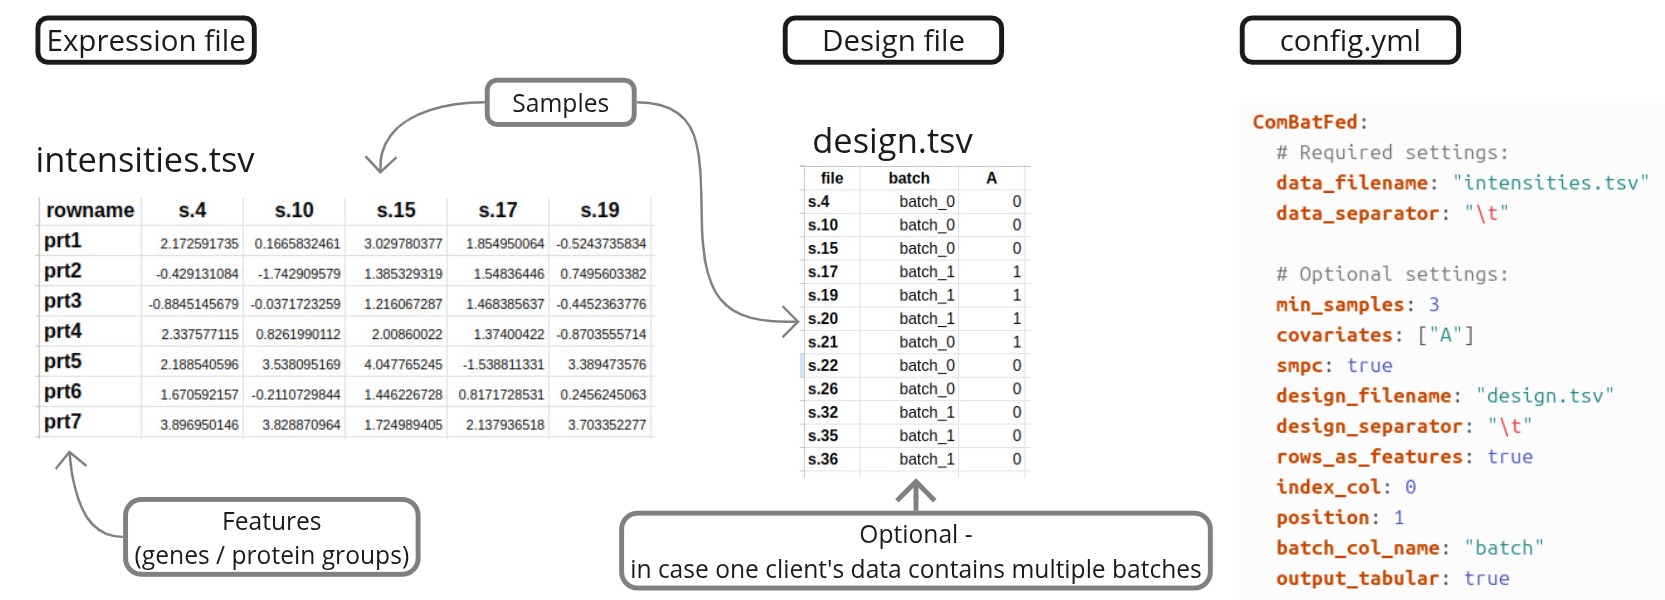 Expression file
Design file
config.yml
Samples
intensities.tsv
rowname s.4 s.10 s.15 s.17 s.19
prt1 2.172591735 0.1665832461 3.029780377 1.854950064 -0.5243735834
prt2 -0.429131084 -1.742909579 1.385329319 1.54836446 0.7495603382
prt3 -0.8845145679 -0.0371723259 1.216067287 1.468385637 -0.4452363776
prt4 2.337577115 0.8261990112 2.00860022 1.37400422 -0.8703555714
prt5 2.188540596 3.538095169 4.047765245 -1.538811331 3.389473576
prt6 1.670592157 -0.2110729844 1.446226728 0.8171728531 0.2456245063
prt7 3.896950146 3.828870964 1.724989405 2.137936518 3.703352277
Features
(genes / protein groups)
design.tsv
file batch A
s.4 batch_0 0
s.10 batch_0 0
s.15 batch_0 0
s.17 batch_1 1
s.19 batch_1 1
s.20 batch_1 1
s.21 batch_0 1
s.22 batch_0 0
s.26 batch_0 0
s.32 batch_1 0
s.35 batch_1 0
s.36 batch_1 0
Optional -
in case one client's data contains multiple batches
ComBatFed:
# Required settings:
data_filename: "intensities.tsv"
data_separator: "\t"
# Optional settings:
min_samples: 3
covariates: ["A"]
smpc: true
design_filename: "design.tsv"
design_separator: "\t"
rows_as_features: true
index_col: 0
position: 1
batch_col_name: "batch"
output_tabular: true